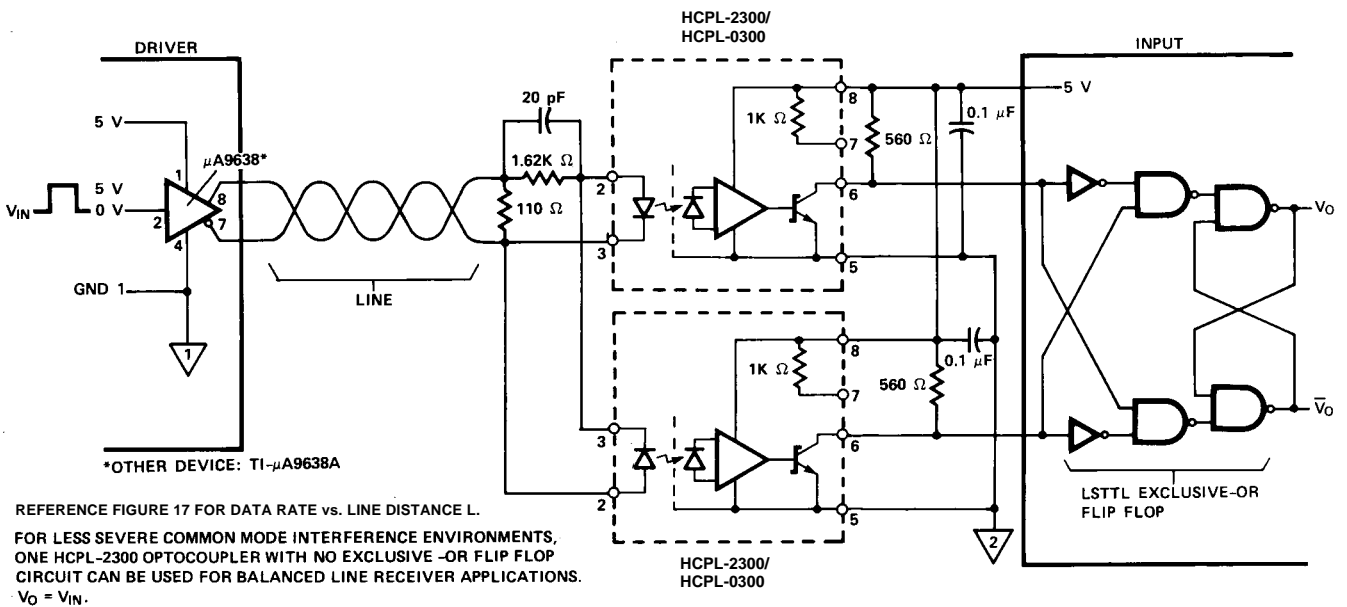 HCPL-2300/
HCPL-0300
DRIVER
INPUT
20 pF
5 V
8
5 V
1K Ω
0.1 μF
μA9638*
1.62K Ω
7
560 Ω
1
5 V
8
2
6
VIN
0 V
110 Ω
VO
2
7
4
3
5
GND 1
LINE
1
8
1K Ω
0.1 μF
560 Ω
7
3
6
V̄O
*OTHER DEVICE: TI-μA9638A
LSTTL EXCLUSIVE-OR
FLIP FLOP
2
5
REFERENCE FIGURE 17 FOR DATA RATE vs. LINE DISTANCE L.
2
FOR LESS SEVERE COMMON MODE INTERFERENCE ENVIRONMENTS,
ONE HCPL-2300 OPTOCOUPLER WITH NO EXCLUSIVE -OR FLIP FLOP
CIRCUIT CAN BE USED FOR BALANCED LINE RECEIVER APPLICATIONS.
VO = VIN.
HCPL-2300/
HCPL-0300